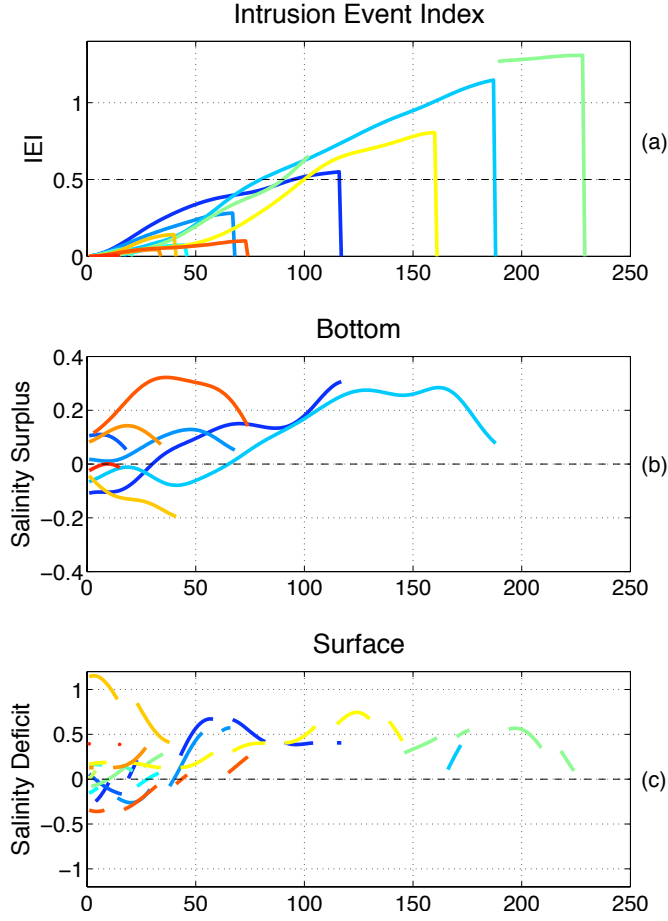 Intrusion Event Index
1
0.5
0
IEI
(a)
0 50 100 150 200 250
Bottom
0.4
0.2
0
−0.2
−0.4
Salinity Surplus
(b)
0 50 100 150 200 250
Surface
1
0.5
0
−0.5
−1
Salinity Deficit
(c)
0 50 100 150 200 250